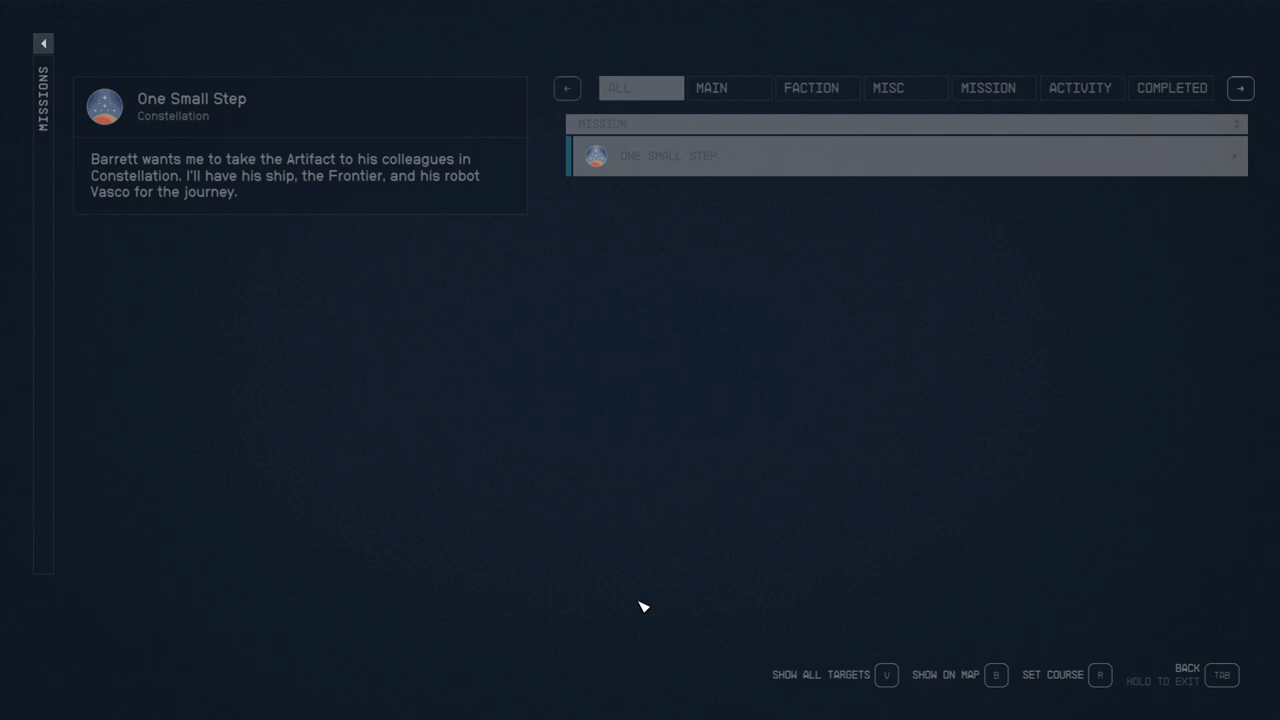 MISSIONS
One Small Step
Constellation
Barrett wants me to take the Artifact to his colleagues in
Constellation. I'll have his ship, the Frontier, and his robot
Vasco for the journey.
ALL MAIN FACTION MISC MISSION ACTIVITY COMPLETED
MISSION
ONE SMALL STEP
SHOW ALL TARGETS V SHOW ON MAP B SET COURSE R BACK TAB
HOLD TO EXIT